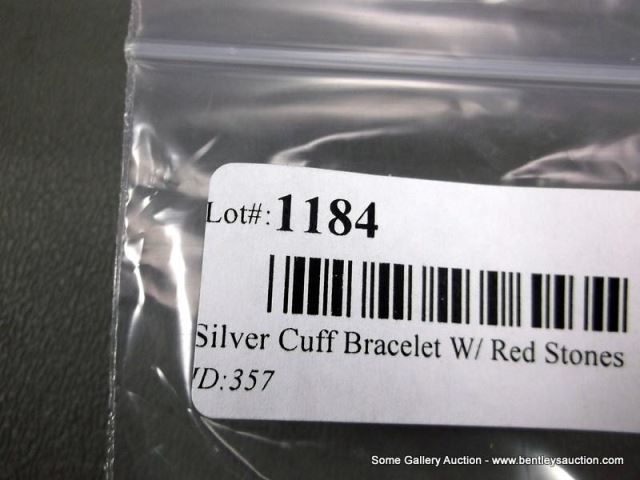 Lot#: 1184
Silver Cuff Bracelet W/ Red Stones
D:357
Some Gallery Auction - www.bentleysauction.com